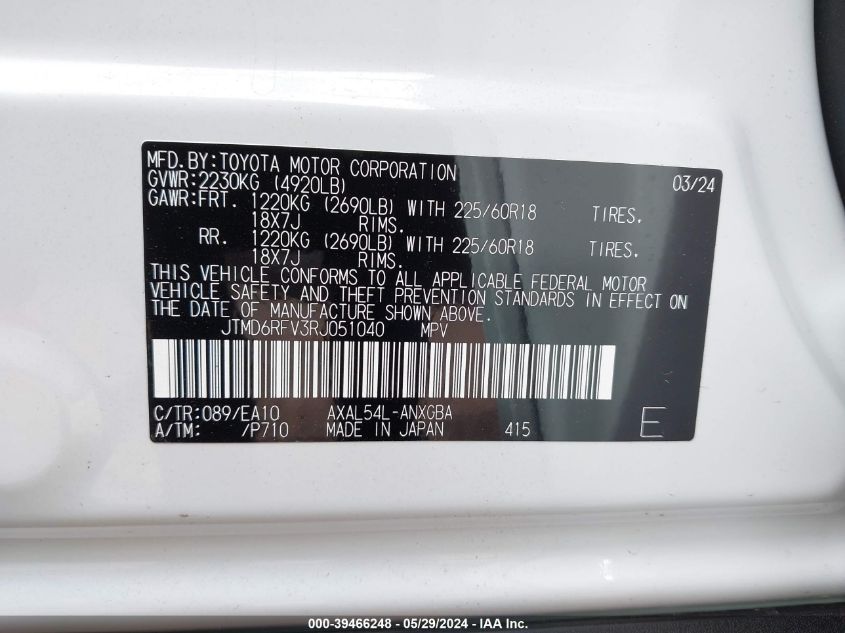 MFD.BY:TOYOTA MOTOR CORPORATION 03/24
GVWR:2230KG (4920LB)
GAWR:FRT. 1220KG (2690LB) WITH 225/60R18 TIRES.
18X7J RIMS.
RR. 1220KG (2690LB) WITH 225/60R18 TIRES.
18X7J RIMS.
THIS VEHICLE CONFORMS TO ALL APPLICABLE FEDERAL MOTOR
VEHICLE SAFETY AND THEFT PREVENTION STANDARDS IN EFFECT ON
THE DATE OF MANUFACTURE SHOWN ABOVE.
JTMD6RFV3RJ051040 MPV
C/TR:089/EA10 AXAL54L-ANXGBA
A/TM: /P710 MADE IN JAPAN 415 E
000-39466248 - 05/29/2024 - IAA Inc.